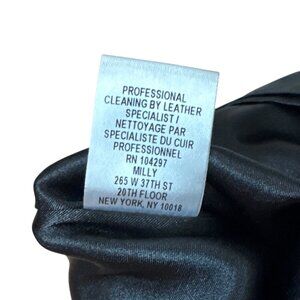 PROFESSIONAL
CLEANING BY LEATHER
SPECIALIST /
NETTOYAGE PAR
SPECIALISTE DU CUIR
PROFESSIONNEL
RN 104297
MILLY
265 W 37TH ST
20TH FLOOR
NEW YORK, NY 10018